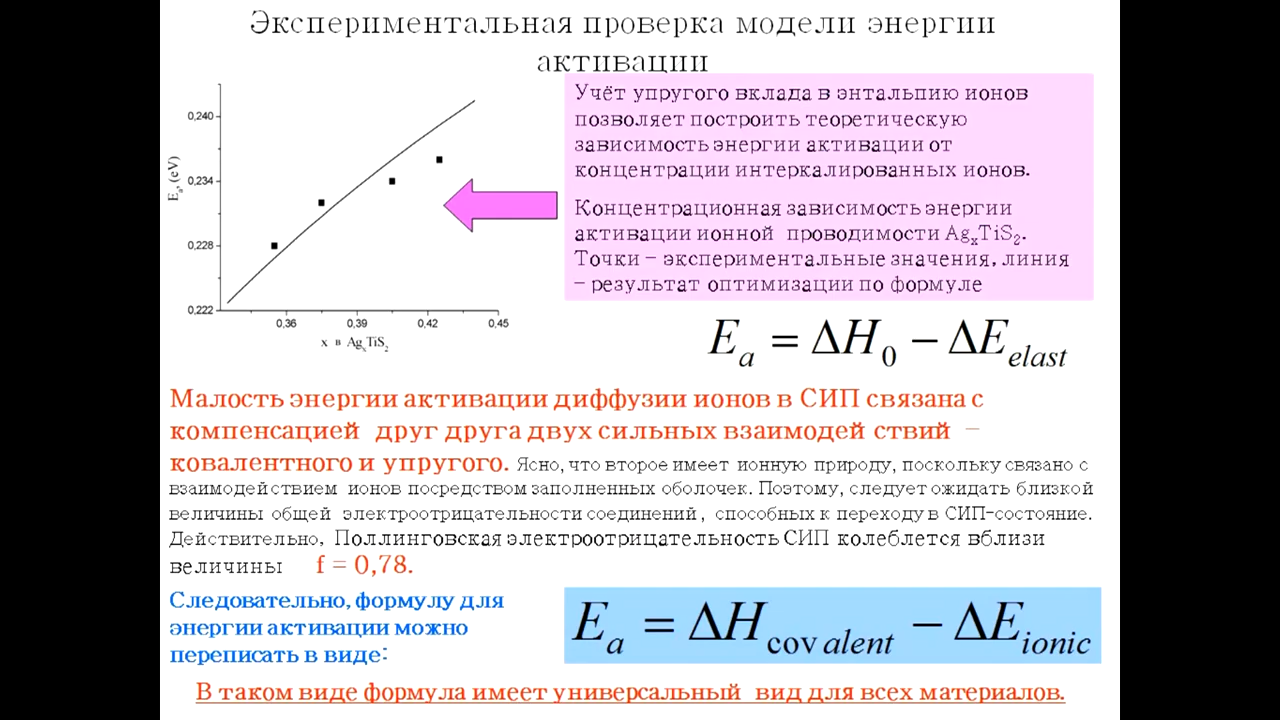 Экспериментальная проверка модели энергии
активации
0,240
0,234
0,228
0,222
Eₐ, (eV)
0,36 0,39 0,42 0,45
x в AgₓTiS₂
Учёт упругого вклада в энтальпию ионов
позволяет построить теоретическую
зависимость энергии активации от
концентрации интеркалированных ионов.
Концентрационная зависимость энергии
активации ионной проводимости AgₓTiS₂.
Точки – экспериментальные значения, линия
– результат оптимизации по формуле
Eₐ = ΔH₀ − ΔE_elast
Малость энергии активации диффузии ионов в СИП связана с
компенсацией друг друга двух сильных взаимодей ствий –
ковалентного и упругого. Ясно, что второе имеет ионную природу, поскольку связано с
взаимодействием ионов посредством заполненных оболочек. Поэтому, следует ожидать близкой
величины общей электроотрицательности соединений , способных к переходу в СИП-состояние.
Действительно, Поллинговская электроотрицательность СИП колеблется вблизи
величины f = 0,78.
Следовательно, формулу для
энергии активации можно
переписать в виде:
Eₐ = ΔH_cov alent − ΔE_ionic
В таком виде формула имеет универсальный вид для всех материалов.